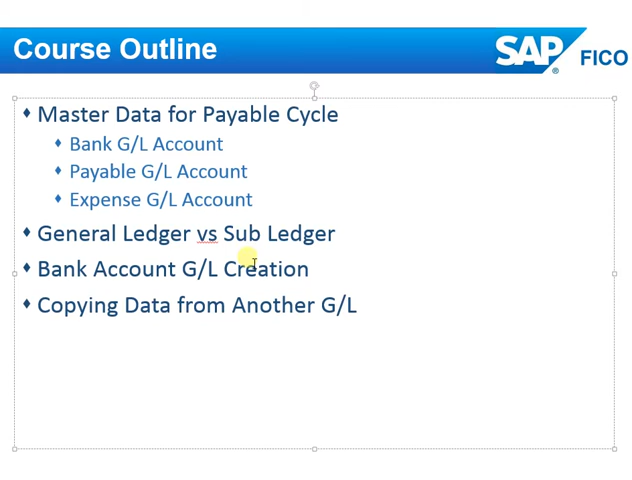 Course Outline
SAP
®
FICO
Master Data for Payable Cycle
Bank G/L Account
Payable G/L Account
Expense G/L Account
General Ledger vs Sub Ledger
Bank Account G/L Creation
Copying Data from Another G/L